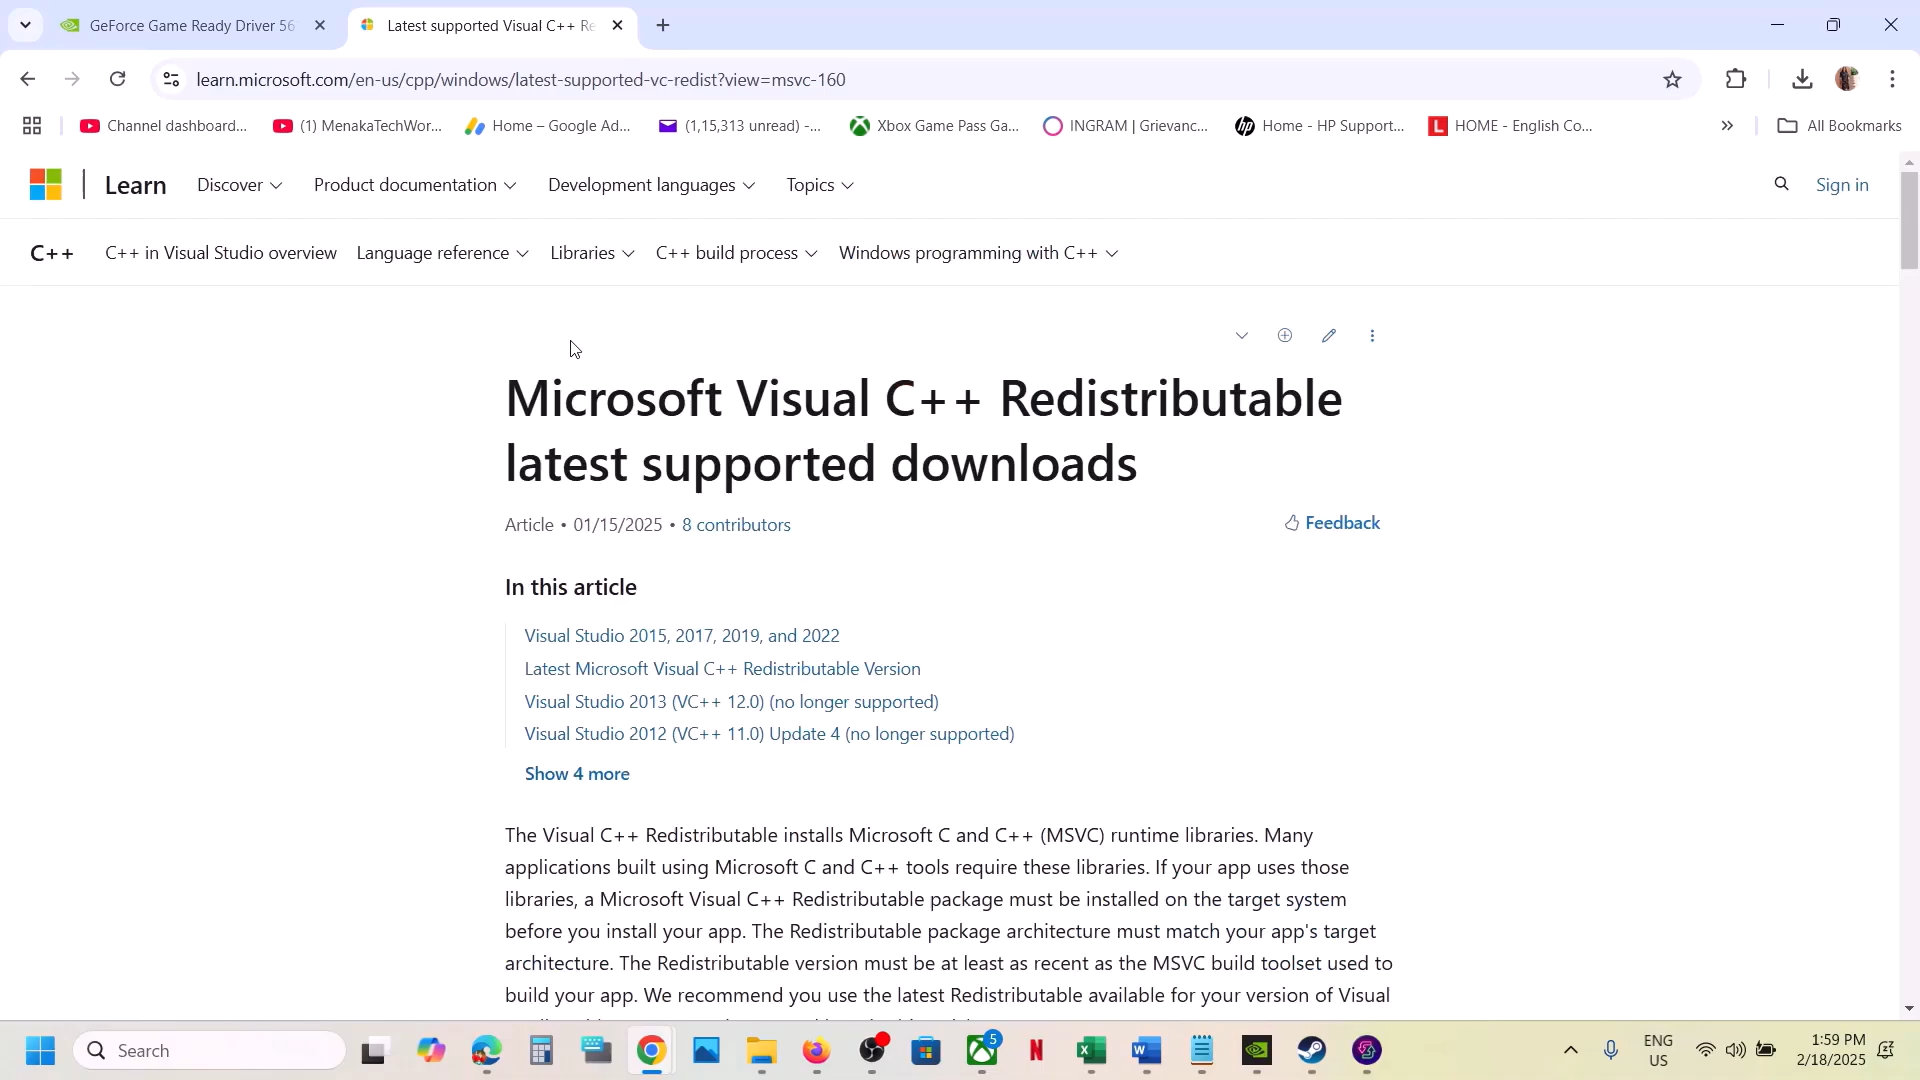 GeForce Game Ready Driver 56
Latest supported Visual C++ Re
learn.microsoft.com/en-us/cpp/windows/latest-supported-vc-redist?view=msvc-160
Channel dashboard...
(1) MenakaTechWor...
Home – Google Ad...
(1,15,313 unread) -...
Xbox Game Pass Ga...
INGRAM | Grievanc...
Home - HP Support...
HOME - English Co...
All Bookmarks
Learn
Discover
Product documentation
Development languages
Topics
Sign in
C++
C++ in Visual Studio overview
Language reference
Libraries
C++ build process
Windows programming with C++
Microsoft Visual C++ Redistributable
latest supported downloads
Article • 01/15/2025 • 8 contributors
Feedback
In this article
Visual Studio 2015, 2017, 2019, and 2022
Latest Microsoft Visual C++ Redistributable Version
Visual Studio 2013 (VC++ 12.0) (no longer supported)
Visual Studio 2012 (VC++ 11.0) Update 4 (no longer supported)
Show 4 more
The Visual C++ Redistributable installs Microsoft C and C++ (MSVC) runtime libraries. Many
applications built using Microsoft C and C++ tools require these libraries. If your app uses those
libraries, a Microsoft Visual C++ Redistributable package must be installed on the target system
before you install your app. The Redistributable package architecture must match your app's target
architecture. The Redistributable version must be at least as recent as the MSVC build toolset used to
build your app. We recommend you use the latest Redistributable available for your version of Visual
Search
5
ENG
US
1:59 PM
2/18/2025